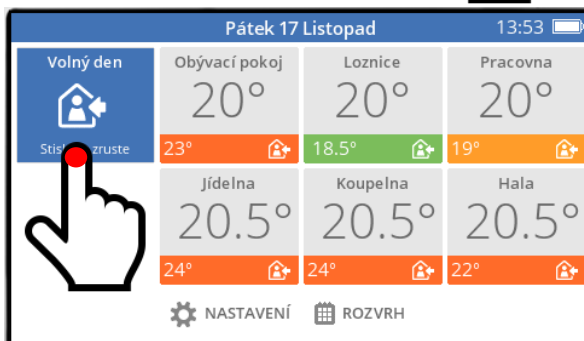 Pátek 17 Listopad 13:53
Volný den
zruste
Obývací pokoj
20°
23°
Loznice
20°
18.5°
Pracovna
20°
19°
Jídelna
20.5°
24°
Koupelna
20.5°
24°
Hala
20.5°
22°
NASTAVENÍ
ROZVRH